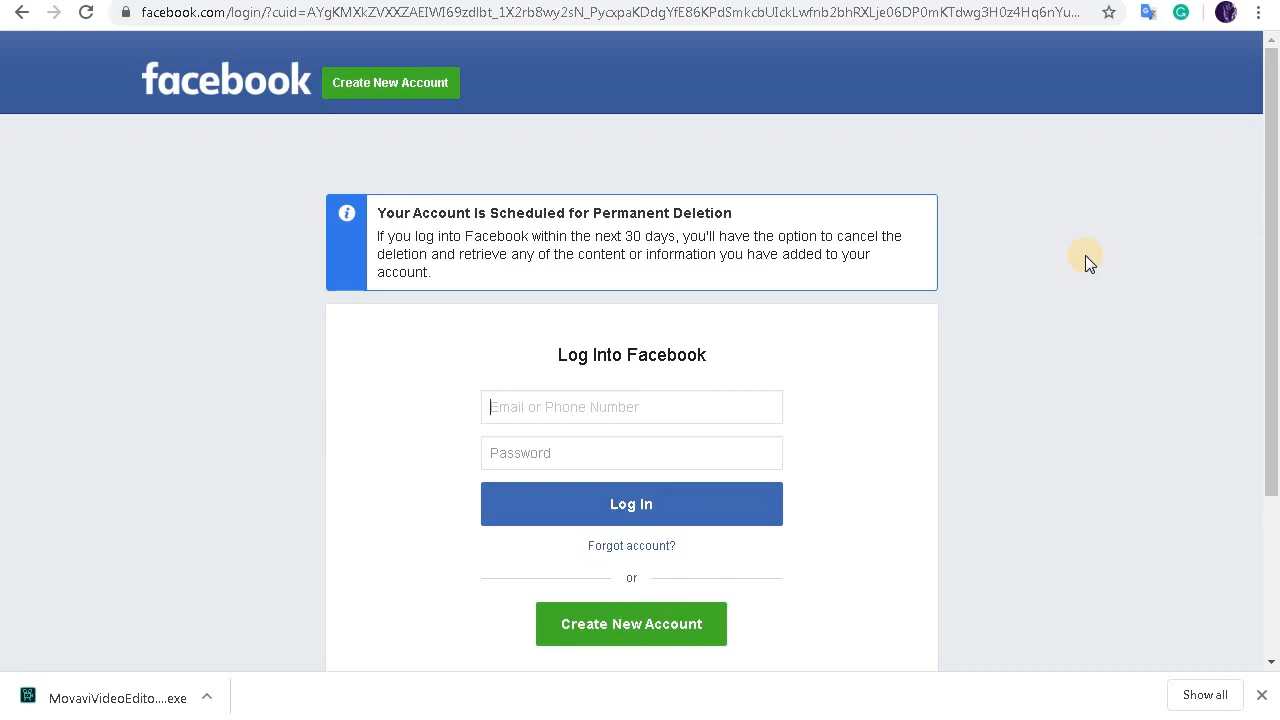 facebook.com/login/?cuid=
facebook
Create New Account
Your Account Is Scheduled for Permanent Deletion
If you log into Facebook within the next 30 days, you'll have the option to cancel the
deletion and retrieve any of the content or information you have added to your
account.
Log Into Facebook
Email or Phone Number
Password
Log In
Forgot account?
or
Create New Account
MovaviVideoEdito....exe
Show all